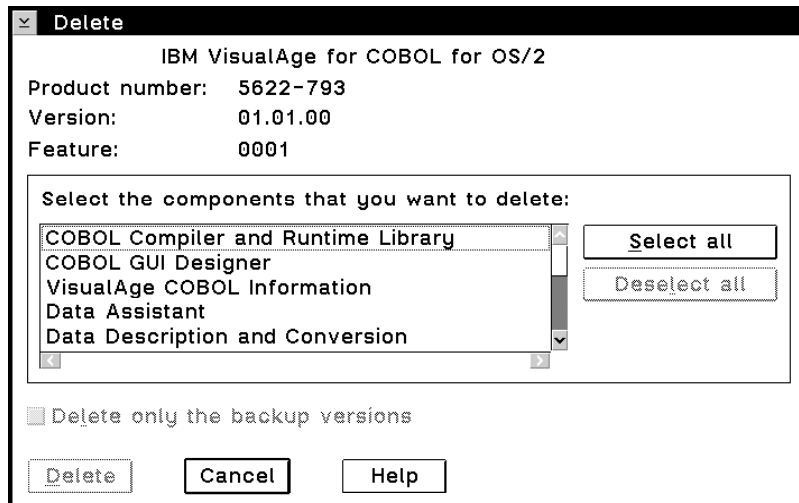 Delete
IBM VisualAge for COBOL for OS/2
Product number: 5622-793
Version: 01.01.00
Feature: 0001
Select the components that you want to delete:
COBOL Compiler and Runtime Library
COBOL GUI Designer
VisualAge COBOL Information
Data Assistant
Data Description and Conversion
Select all
Deselect all
Delete only the backup versions
Delete Cancel Help